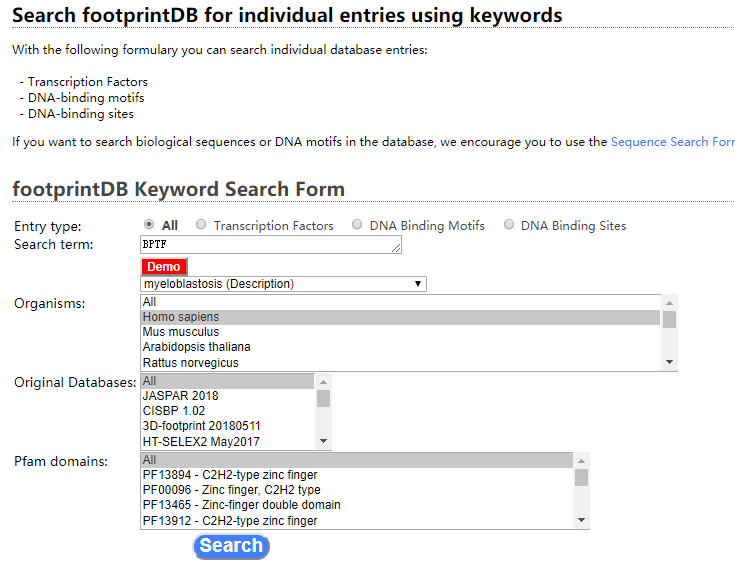 Search footprintDB for individual entries using keywords
With the following formulary you can search individual database entries:
- Transcription Factors
- DNA-binding motifs
- DNA-binding sites
If you want to search biological sequences or DNA motifs in the database, we encourage you to use the Sequence Search For
footprintDB Keyword Search Form
Entry type: All Transcription Factors DNA Binding Motifs DNA Binding Sites
Search term: BPTF
Demo
myeloblastosis (Description)
Organisms: All
Homo sapiens
Mus musculus
Arabidopsis thaliana
Rattus norvegicus
Original Databases: All
JASPAR 2018
CISBP 1.02
3D-footprint 20180511
HT-SELEX2 May2017
Pfam domains: All
PF13894 - C2H2-type zinc finger
PF00096 - Zinc finger, C2H2 type
PF13465 - Zinc-finger double domain
PF13912 - C2H2-type zinc finger
Search